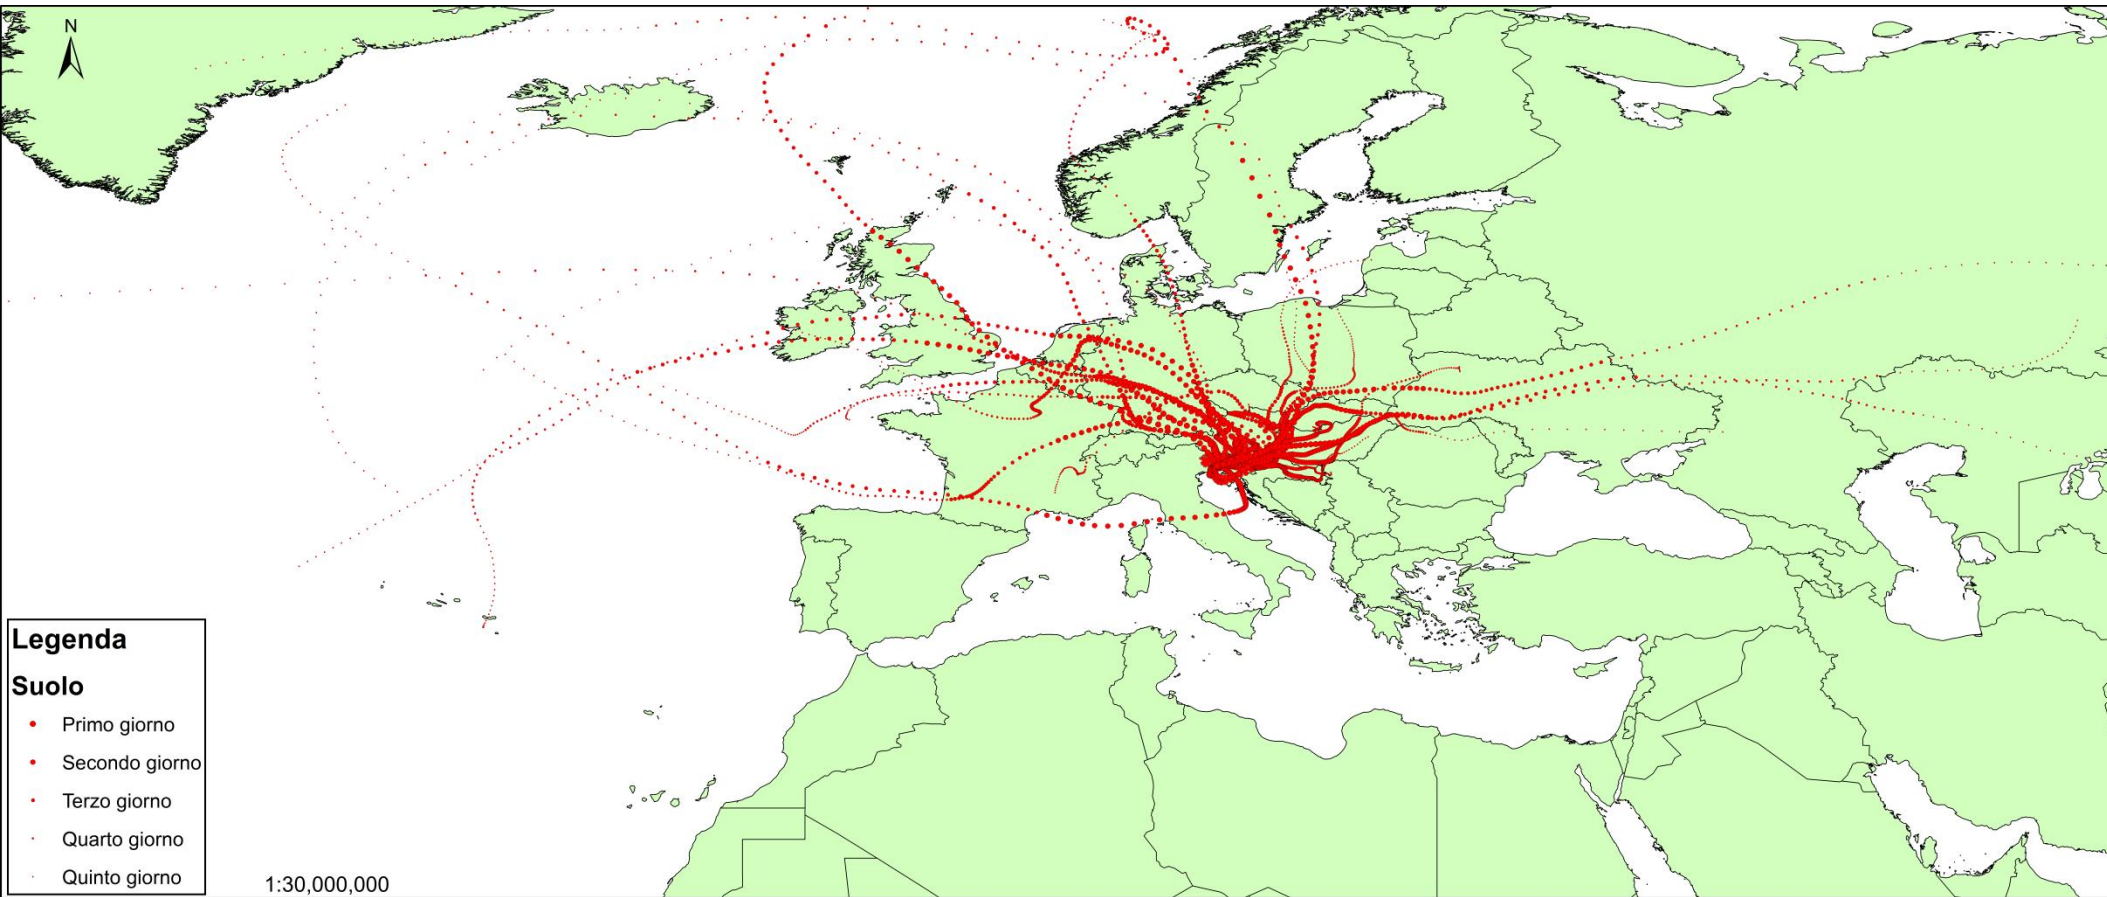 N
Legenda
Suolo
Primo giorno
Secondo giorno
Terzo giorno
Quarto giorno
Quinto giorno
1:30,000,000